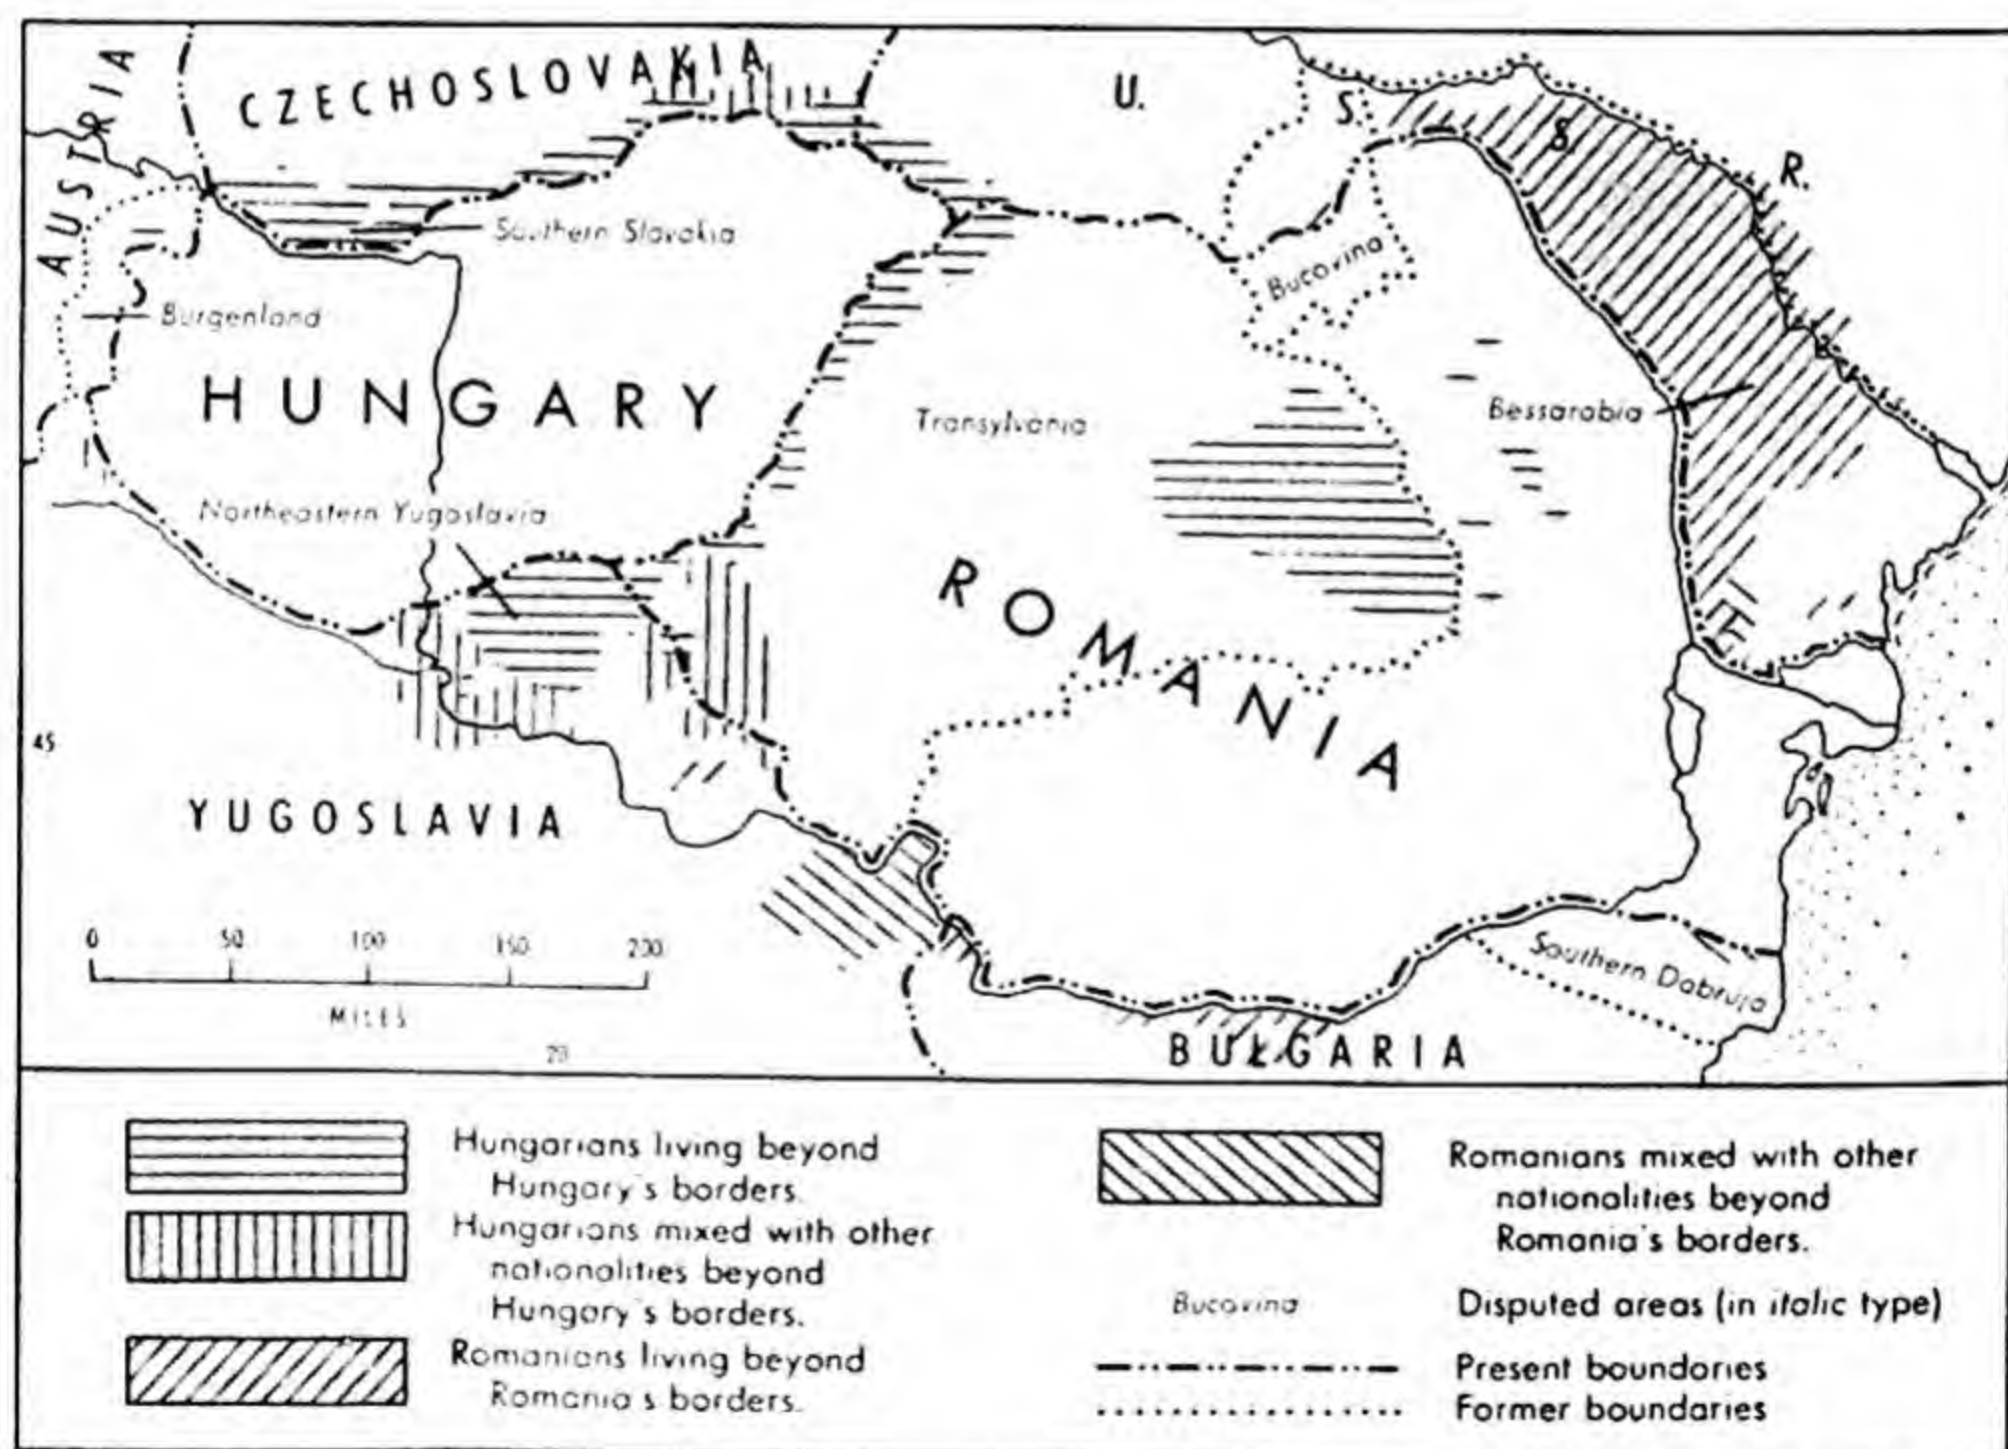 CZECHOSLOVAKIA
AUSTRIA
U. S. S. R.
Southern Slovakia
Bucovina
Burgenland
HUNGARY
Transylvania
Bessarabia
Northeastern Yugoslavia
ROMANIA
45
YUGOSLAVIA
0 50 100 150 200
MILES
Southern Dobruja
20
BULGARIA
Hungarians living beyond
Hungary's borders.
Hungarians mixed with other
nationalities beyond
Hungary's borders.
Romanians living beyond
Romania's borders.
Romanians mixed with other
nationalities beyond
Romania's borders.
Bucovina Disputed areas (in italic type)
Present boundaries
Former boundaries